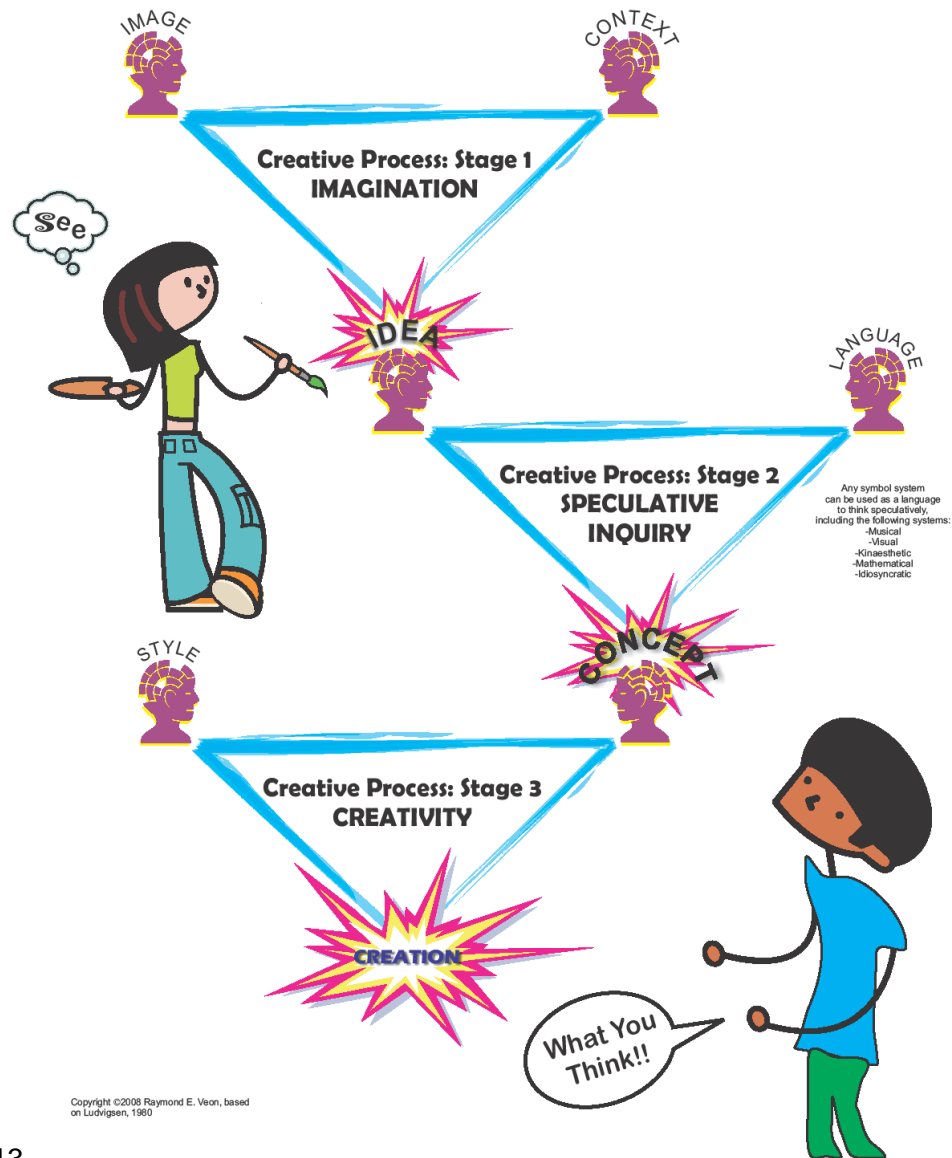 IMAGE
CONTEXT
Creative Process: Stage 1
IMAGINATION
See
IDEA
LANGUAGE
Creative Process: Stage 2
SPECULATIVE
INQUIRY
Any symbol system
can be used as a language
to think speculatively,
including the following systems:
-Musical
-Visual
-Kinaesthetic
-Mathematical
-Idiosyncratic
CONCEPT
STYLE
Creative Process: Stage 3
CREATIVITY
CREATION
What You
Think!!
Copyright ©2008 Raymond E. Veon, based
on Ludvigsen, 1980